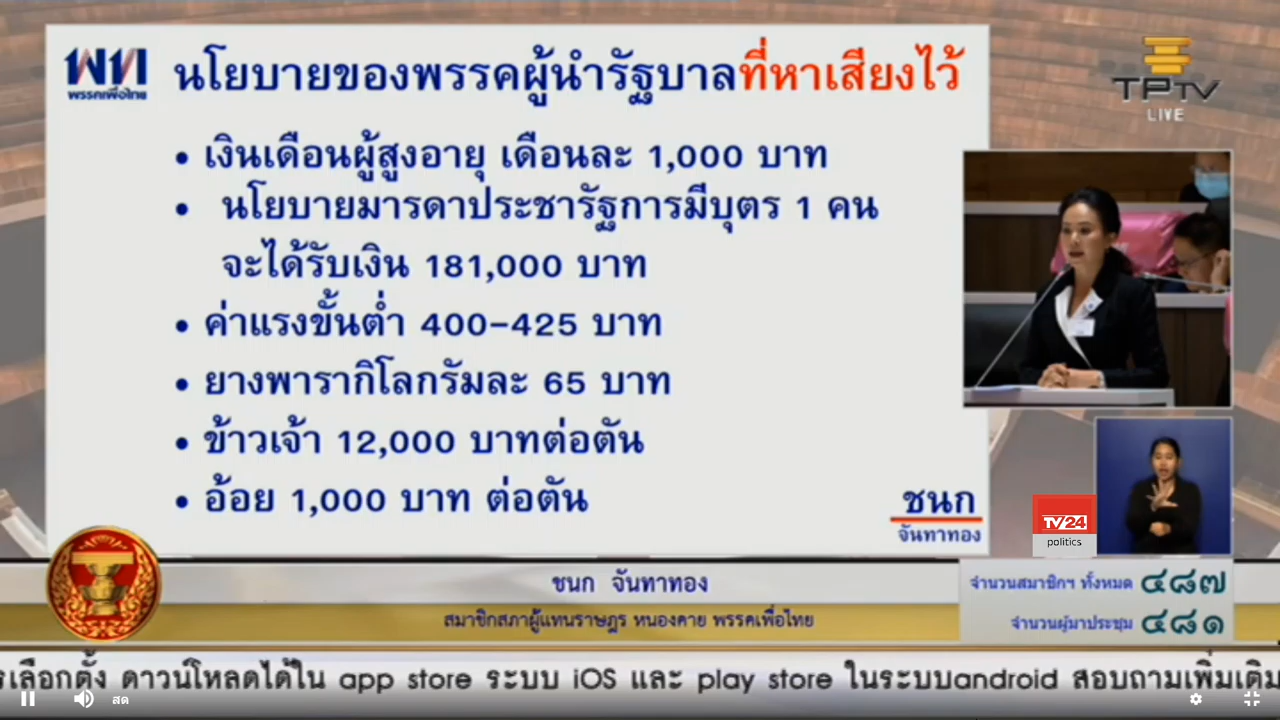 พรรคเพื่อไทย
นโยบายของพรรคผู้นำรัฐบาลที่หาเสียงไว้
• เงินเดือนผู้สูงอายุ เดือนละ 1,000 บาท
• นโยบายมารดาประชารัฐการมีบุตร 1 คน
จะได้รับเงิน 181,000 บาท
• ค่าแรงขั้นต่ำ 400-425 บาท
• ยางพารากิโลกรัมละ 65 บาท
• ข้าวเจ้า 12,000 บาทต่อตัน
• อ้อย 1,000 บาท ต่อตัน
ชนก
จันทาทอง
TPTV
LIVE
TV24
politics
ชนก จันทาทอง
สมาชิกสภาผู้แทนราษฎร หนองคาย พรรคเพื่อไทย
จำนวนสมาชิกฯ ทั้งหมด ๔๘๗
จำนวนผู้มาประชุม ๔๘๑
รเลือกตั้ง ดาวน์โหลดได้ใน app store ระบบ iOS และ play store ในระบบandroid สอบถามเพิ่มเติม
สด